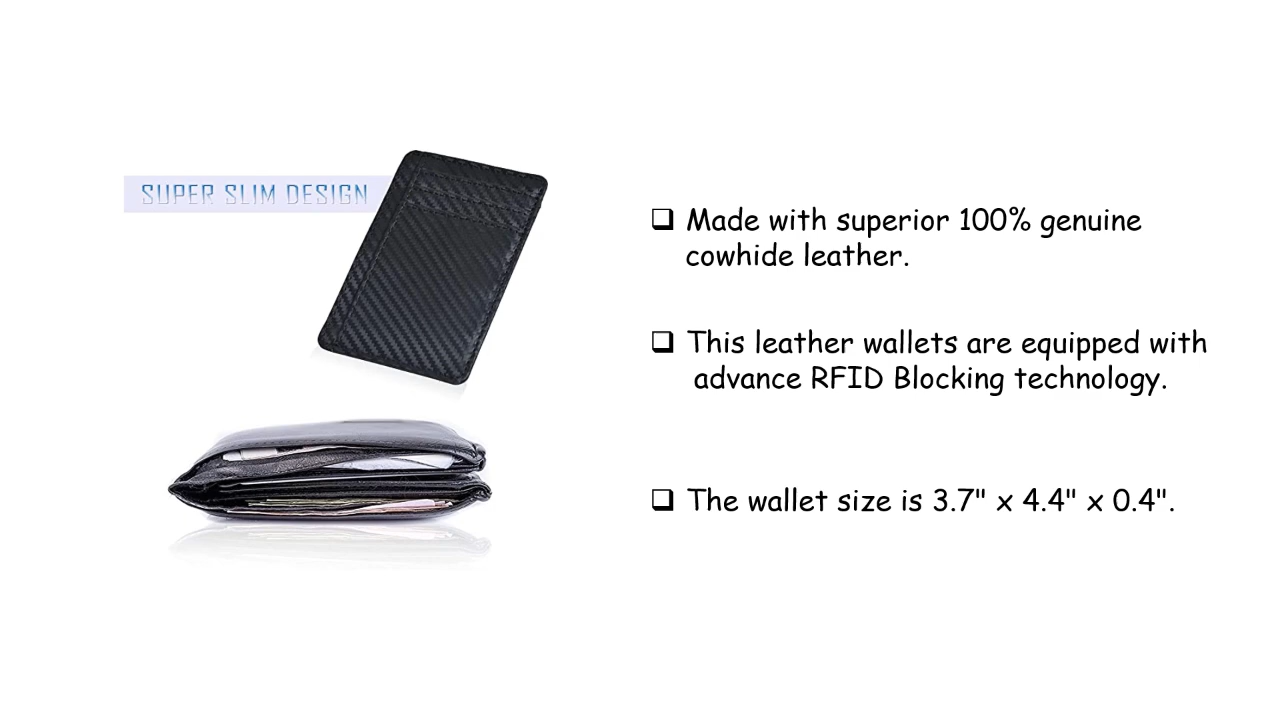 SUPER SLIM DESIGN
❑ Made with superior 100% genuine
cowhide leather.
❑ This leather wallets are equipped with
advance RFID Blocking technology.
❑ The wallet size is 3.7" x 4.4" x 0.4".